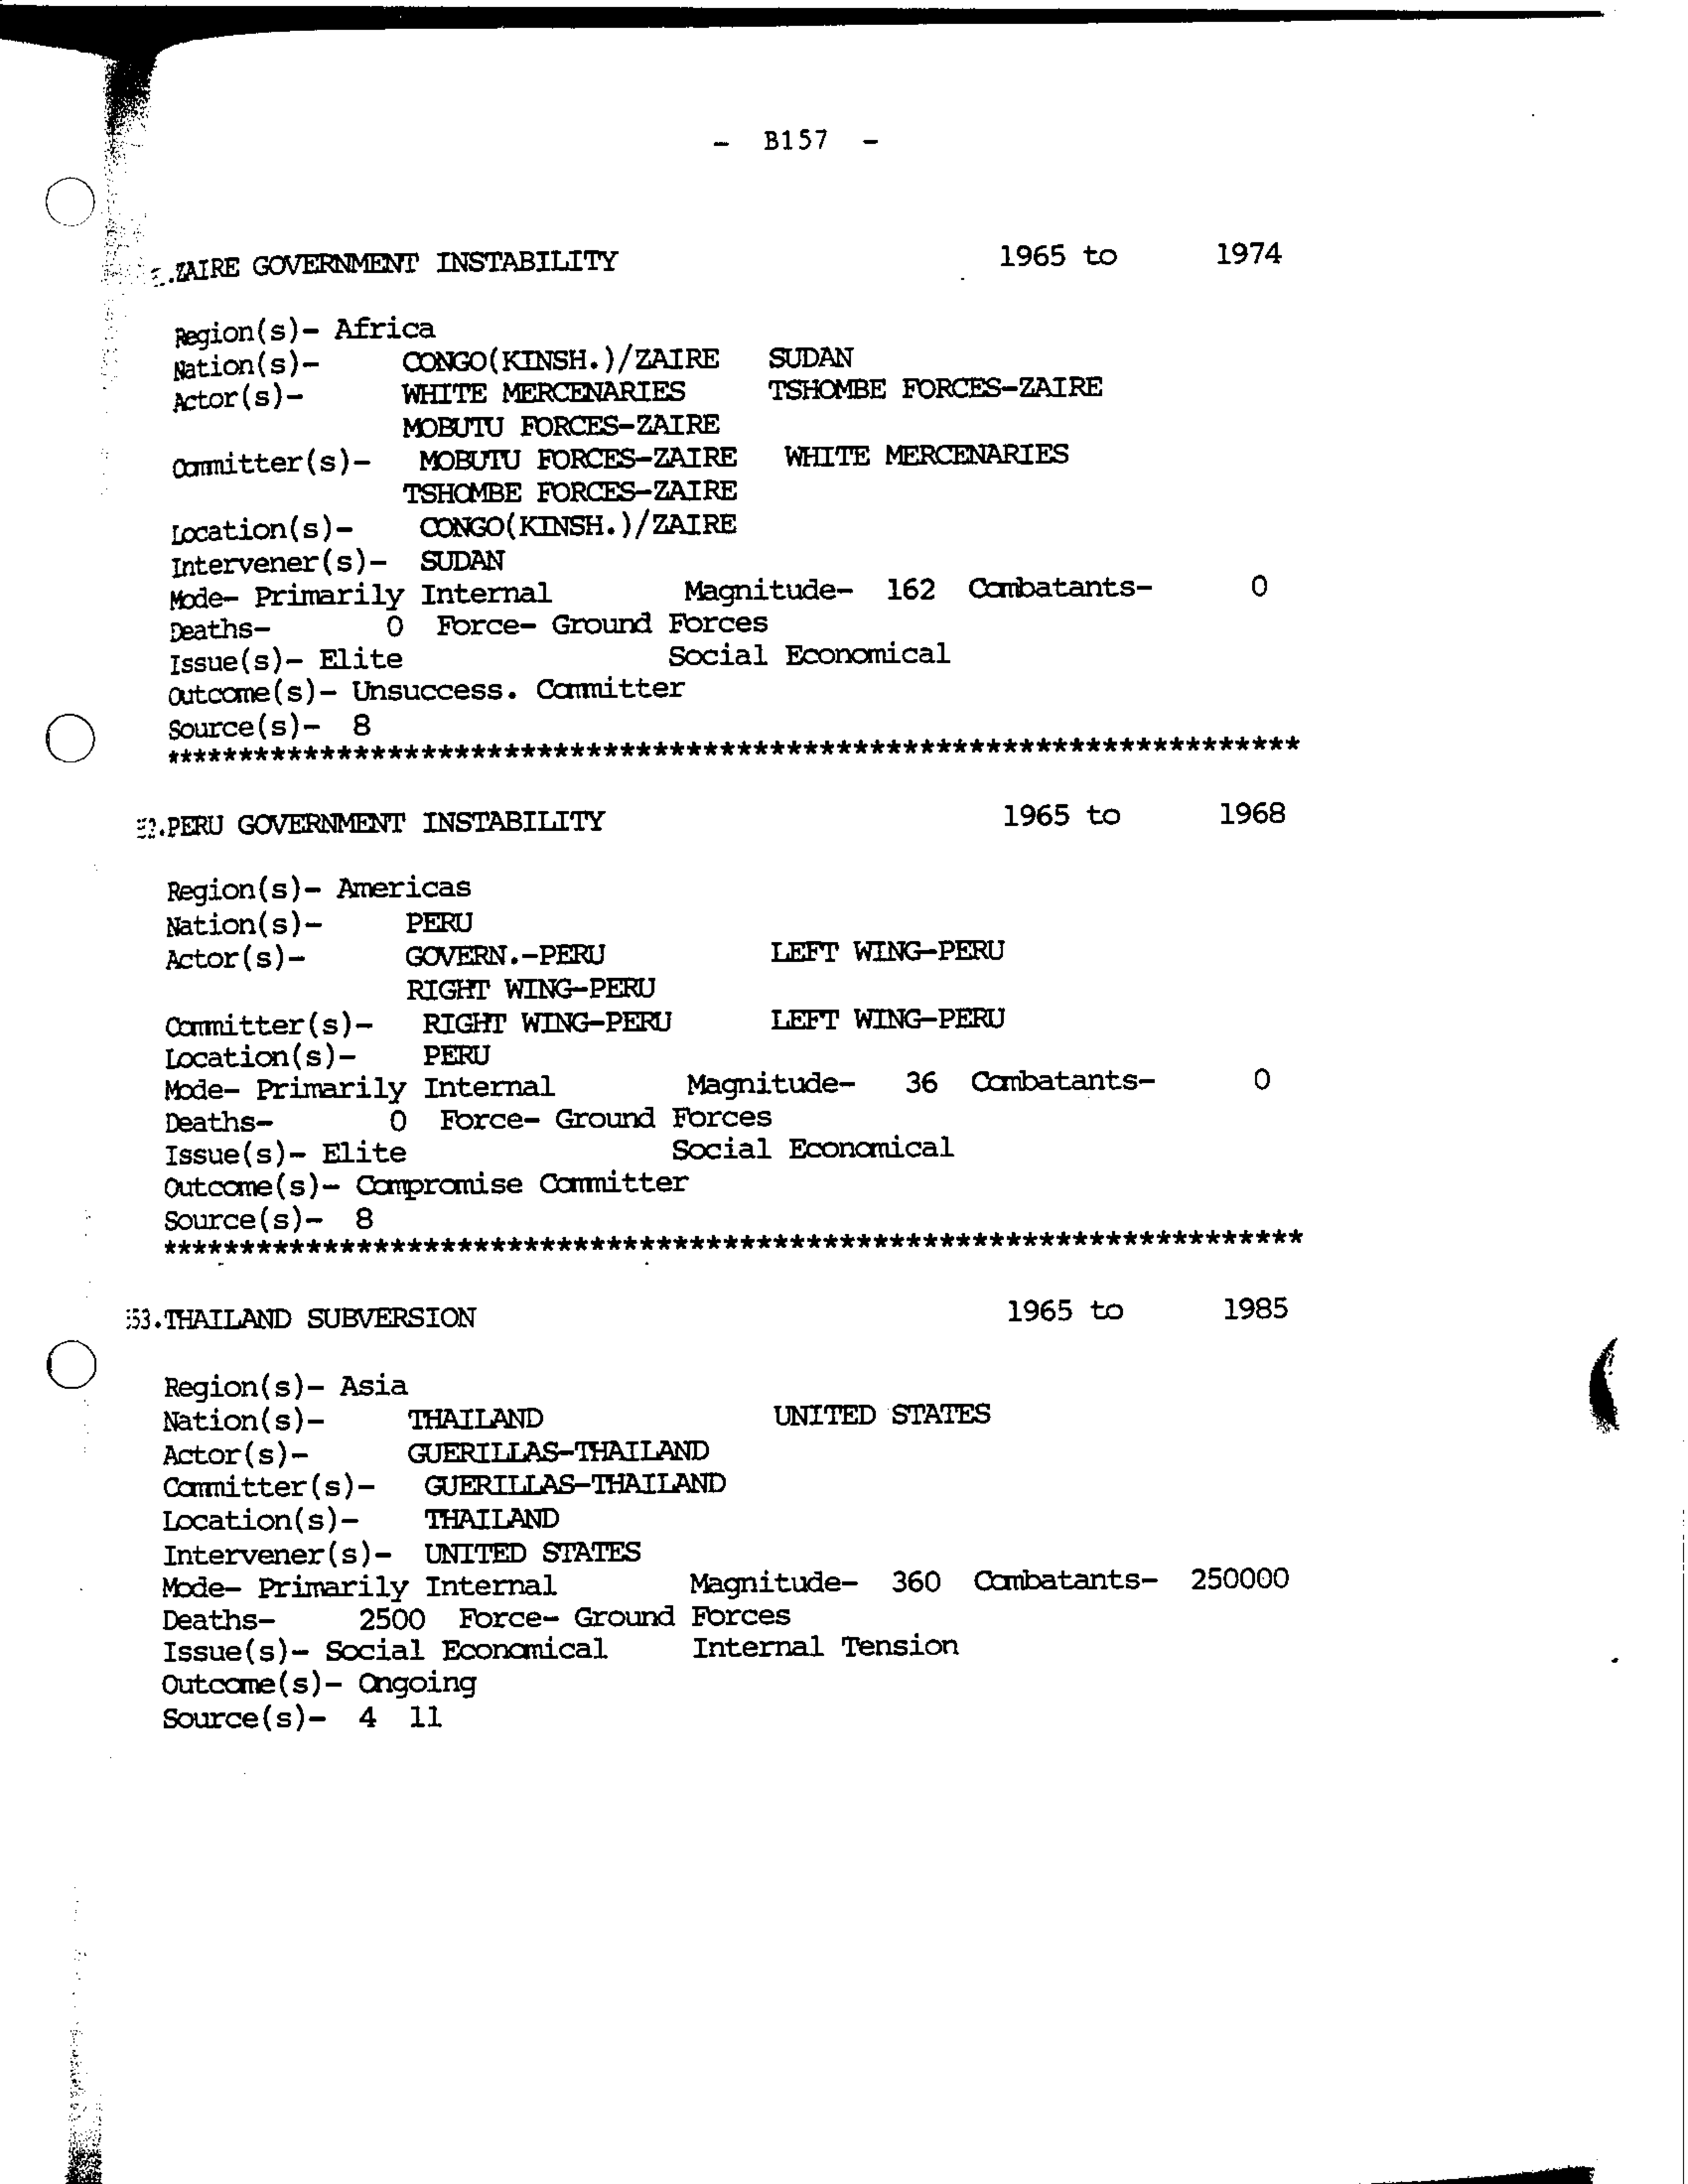 - B157 -
.ZAIRE GOVERNMENT INSTABILITY 1965 to 1974
Region(s)- Africa
Nation(s)- CONGO(KINSH.)/ZAIRE SUDAN
Actor(s)- WHITE MERCENARIES TSHOMBE FORCES-ZAIRE
MOBUTU FORCES-ZAIRE
Committer(s)- MOBUTU FORCES-ZAIRE WHITE MERCENARIES
TSHOMBE FORCES-ZAIRE
Location(s)- CONGO(KINSH.)/ZAIRE
Intervener(s)- SUDAN
Mode- Primarily Internal Magnitude- 162 Combatants- 0
Deaths- 0 Force- Ground Forces
Issue(s)- Elite Social Economical
Outcome(s)- Unsuccess. Committer
Source(s)- 8
********************************************************************
52.PERU GOVERNMENT INSTABILITY 1965 to 1968
Region(s)- Americas
Nation(s)- PERU
Actor(s)- GOVERN.-PERU LEFT WING-PERU
RIGHT WING-PERU
Committer(s)- RIGHT WING-PERU LEFT WING-PERU
Location(s)- PERU
Mode- Primarily Internal Magnitude- 36 Combatants- 0
Deaths- 0 Force- Ground Forces
Issue(s)- Elite Social Economical
Outcome(s)- Compromise Committer
Source(s)- 8
********************************************************************
53.THAILAND SUBVERSION 1965 to 1985
Region(s)- Asia
Nation(s)- THAILAND UNITED STATES
Actor(s)- GUERILLAS-THAILAND
Committer(s)- GUERILLAS-THAILAND
Location(s)- THAILAND
Intervener(s)- UNITED STATES
Mode- Primarily Internal Magnitude- 360 Combatants- 250000
Deaths- 2500 Force- Ground Forces
Issue(s)- Social Economical Internal Tension
Outcome(s)- Ongoing
Source(s)- 4 11